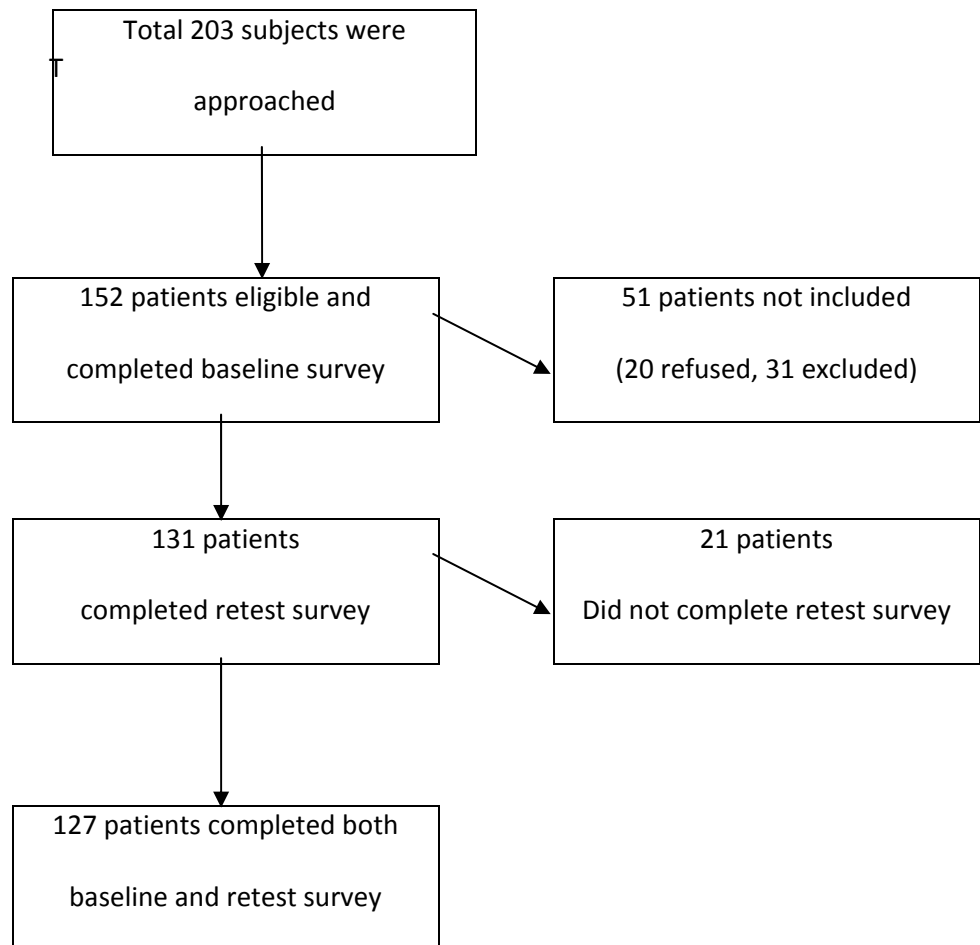 Total 203 subjects were
T
approached
152 patients eligible and
completed baseline survey
51 patients not included
(20 refused, 31 excluded)
131 patients
completed retest survey
21 patients
Did not complete retest survey
127 patients completed both
baseline and retest survey